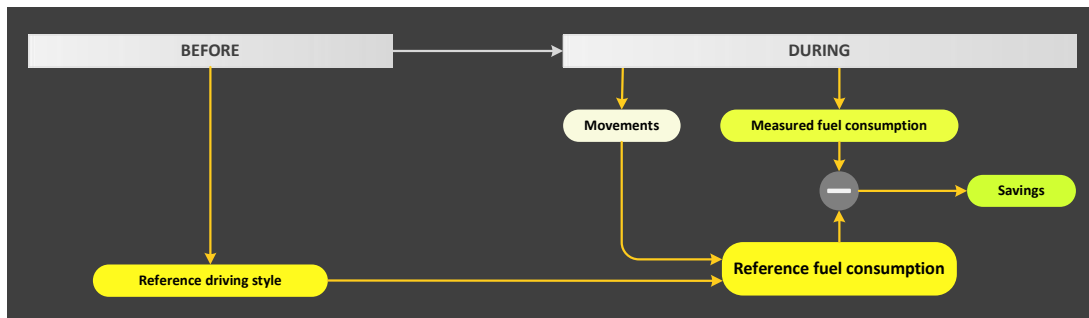 BEFORE
DURING
Movements
Measured fuel consumption
Savings
Reference driving style
Reference fuel consumption